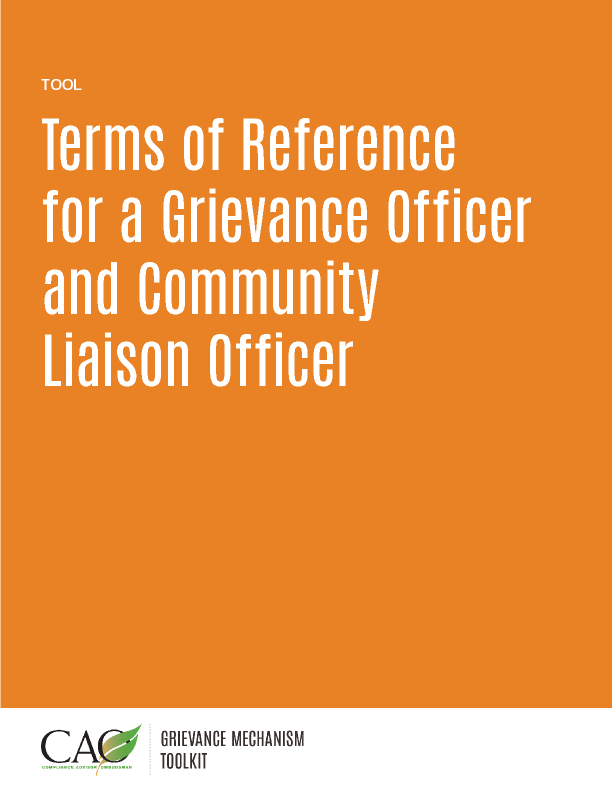 TOOL
Terms of Reference
for a Grievance Officer
and Community
Liaison Officer
CAO
COMPLIANCE ADVISOR OMBUDSMAN
GRIEVANCE MECHANISM
TOOLKIT